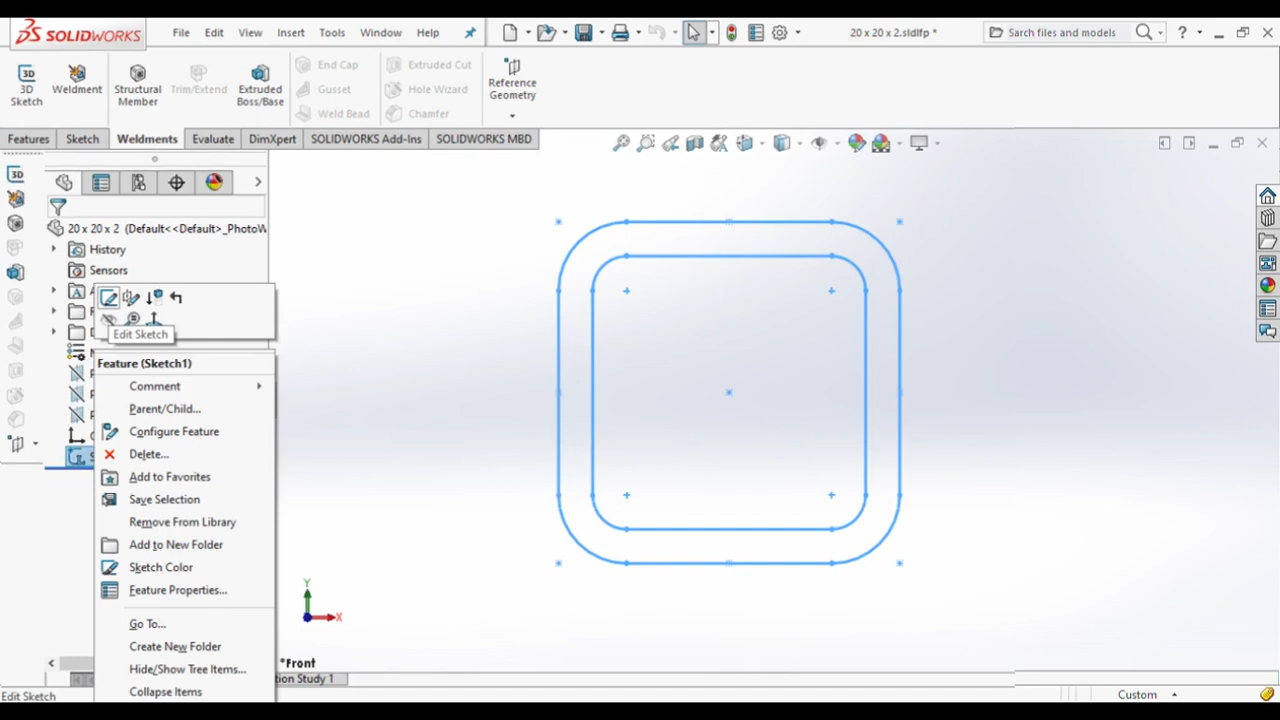 SOLIDWORKS
File Edit View Insert Tools Window Help
20 x 20 x 2.sldlfp *
Search files and models
?
3D Sketch
Weldment
Structural Member
Trim/Extend
Extruded Boss/Base
End Cap
Gusset
Weld Bead
Extruded Cut
Hole Wizard
Chamfer
Reference Geometry
Features Sketch Weldments Evaluate DimXpert SOLIDWORKS Add-Ins SOLIDWORKS MBD
3D
20 x 20 x 2 (Default<<Default>_PhotoW
History
Sensors
A
Edit Sketch
Feature (Sketch1)
Comment
Parent/Child...
Configure Feature
Delete...
Add to Favorites
Save Selection
Remove From Library
Add to New Folder
Sketch Color
Feature Properties...
Go To...
Create New Folder
Hide/Show Tree Items...
Collapse Items
Y
X
*Front
tion Study 1
Edit Sketch
Custom